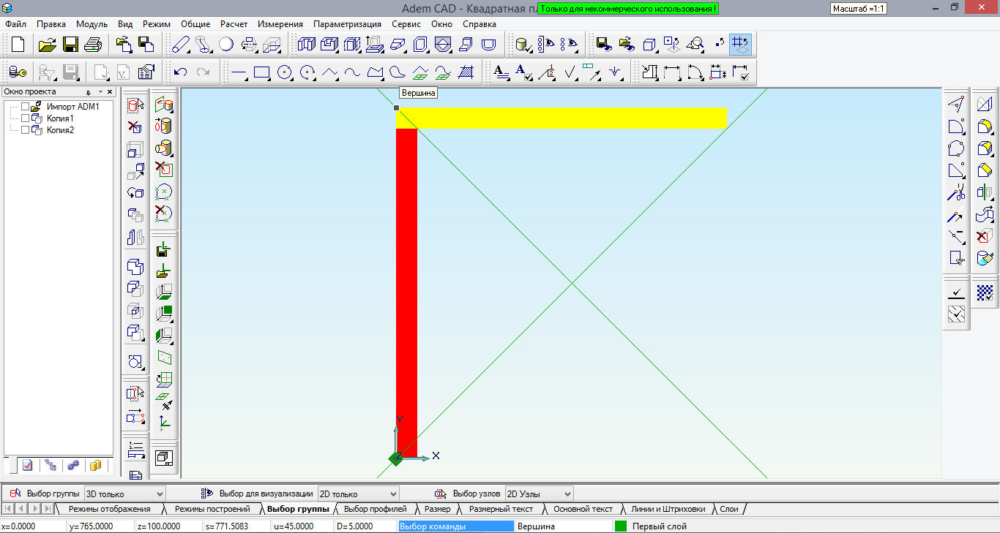 Adem CAD - Квадратная пл
Только для некоммерческого использования !
Масштаб =1:1
Файл Правка Модуль Вид Режим Общие Расчет Измерения Параметризация Сервис Окно Справка
Окно проекта
Вершина
Импорт ADM1
Копия1
Копия2
Y
Z
X
Выбор группы 3D только Выбор для визуализации 2D только Выбор узлов 2D Узлы
Режимы отображения Режимы построений Выбор группы Выбор профилей Размер Размерный текст Основной текст Линии и Штриховки Слои
x=0.0000 y=765.0000 z=100.0000 s=771.5083 u=45.0000 D=5.0000 Выбор команды Вершина Первый слой